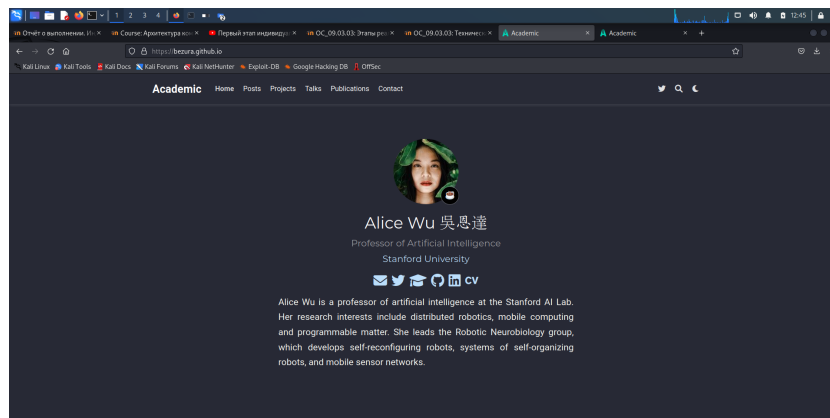 1 2 3 4 12:45
Отчёт о выполнении. Ин
Course: Архитектура ком
Первый этап индивидуа
ОС_09.03.03: Этапы реа
ОС_09.03.03: Техническ
Academic
Academic
https://bezura.github.io
Kali Linux Kali Tools Kali Docs Kali Forums Kali NetHunter Exploit-DB Google Hacking DB OffSec
Academic Home Posts Projects Talks Publications Contact
Alice Wu 吳恩達
Professor of Artificial Intelligence
Stanford University
CV
Alice Wu is a professor of artificial intelligence at the Stanford AI Lab.
Her research interests include distributed robotics, mobile computing
and programmable matter. She leads the Robotic Neurobiology group,
which develops self-reconfiguring robots, systems of self-organizing
robots, and mobile sensor networks.